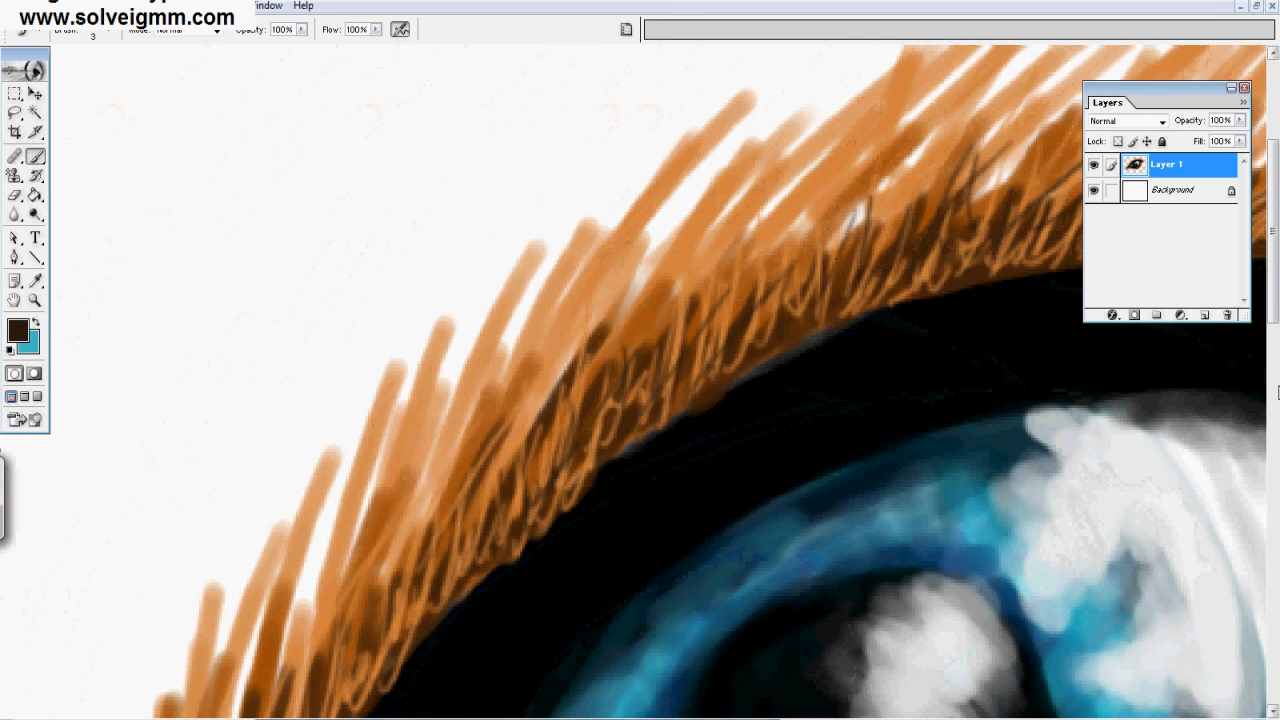 www.solveigmm.com
Window Help
Brush: 3 Mode: Normal Opacity: 100% Flow: 100%
Layers
Normal Opacity: 100%
Lock: Fill: 100%
Layer 1
Background